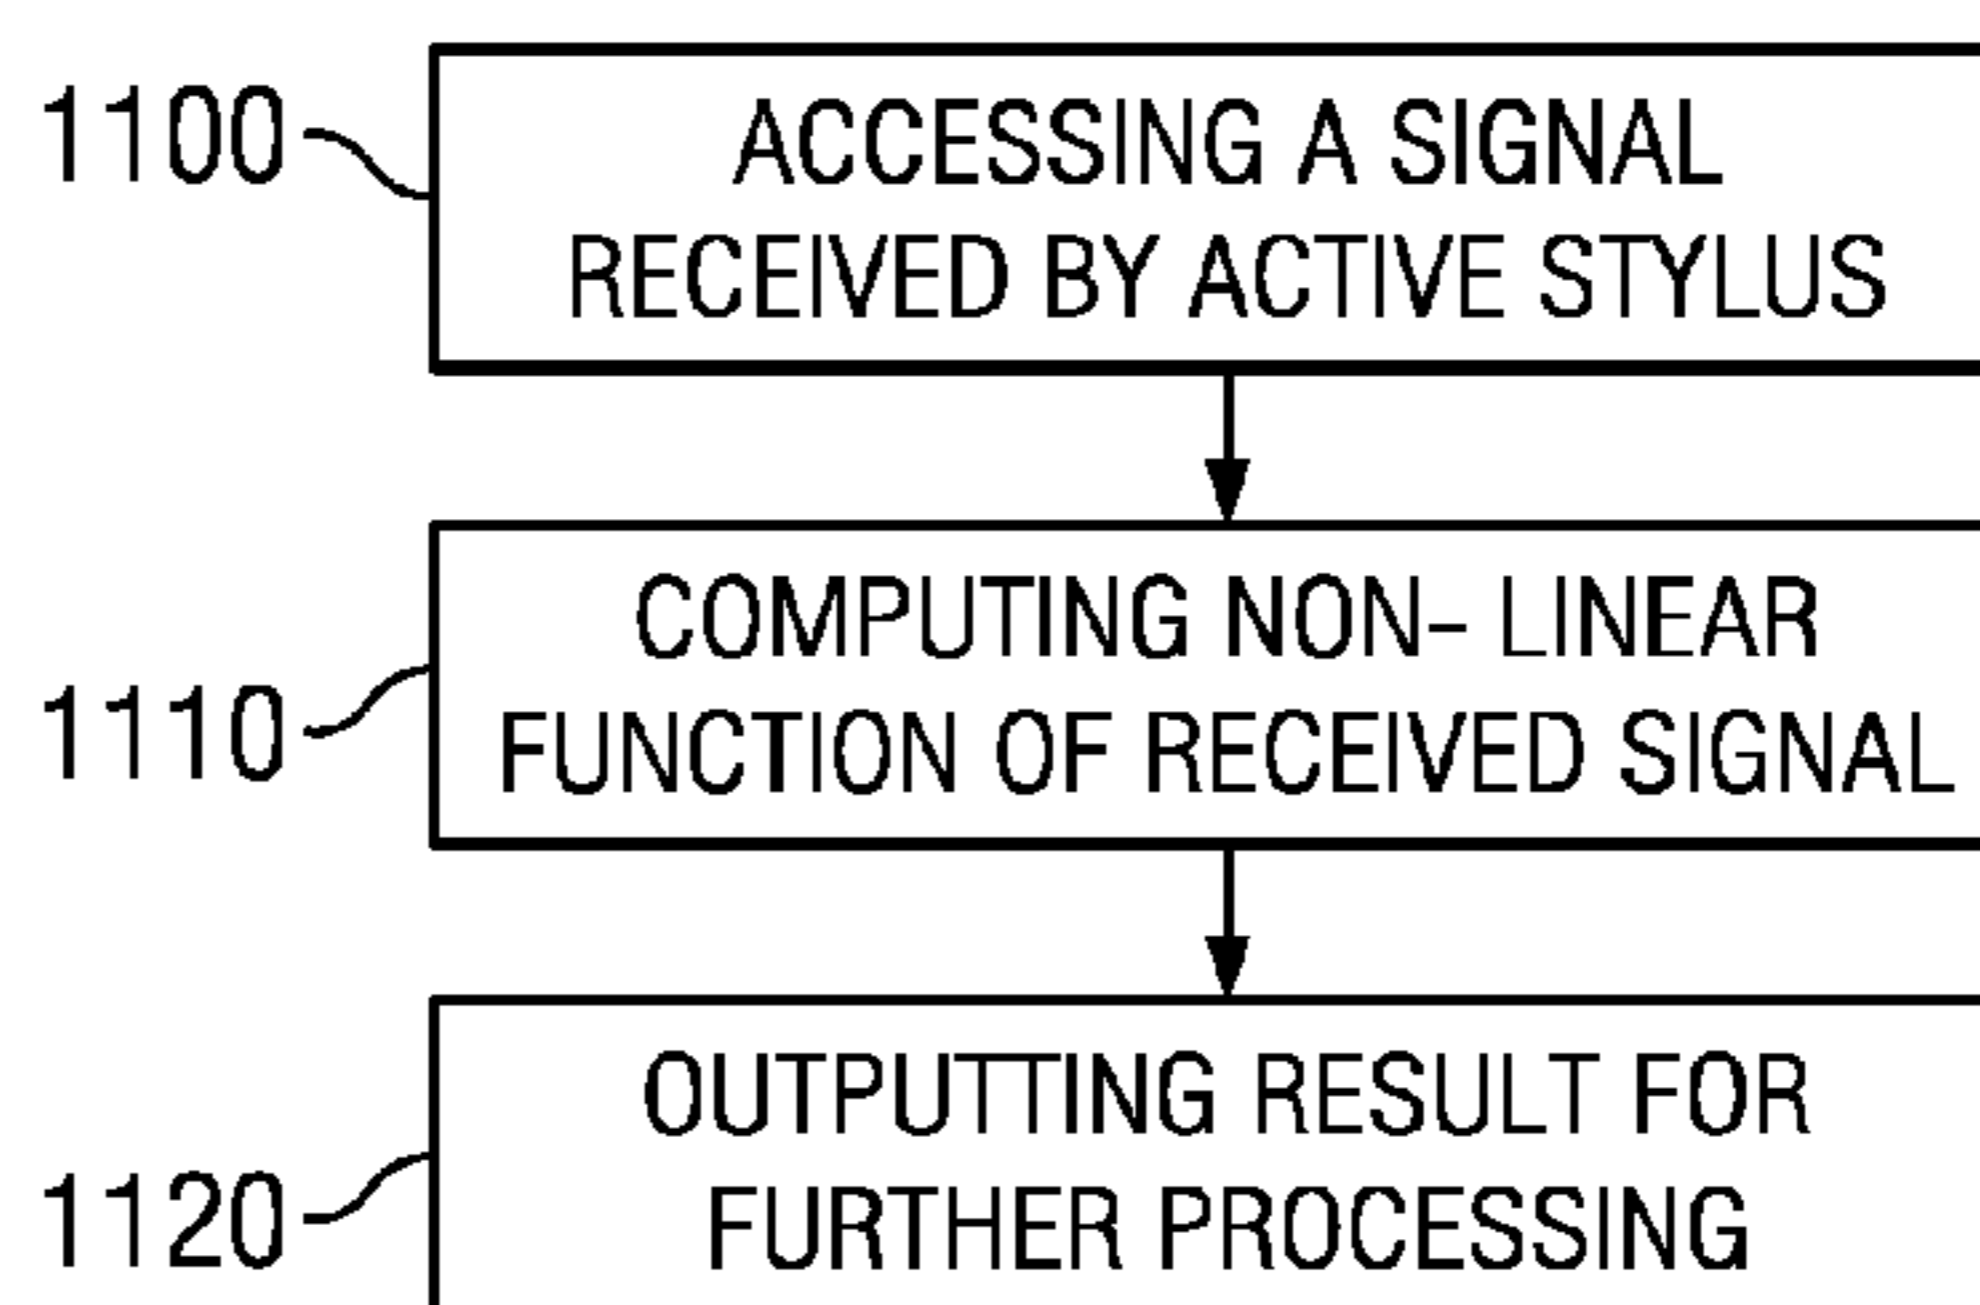 1100
ACCESSING A SIGNAL
RECEIVED BY ACTIVE STYLUS
1110
COMPUTING NON- LINEAR
FUNCTION OF RECEIVED SIGNAL
1120
OUTPUTTING RESULT FOR
FURTHER PROCESSING